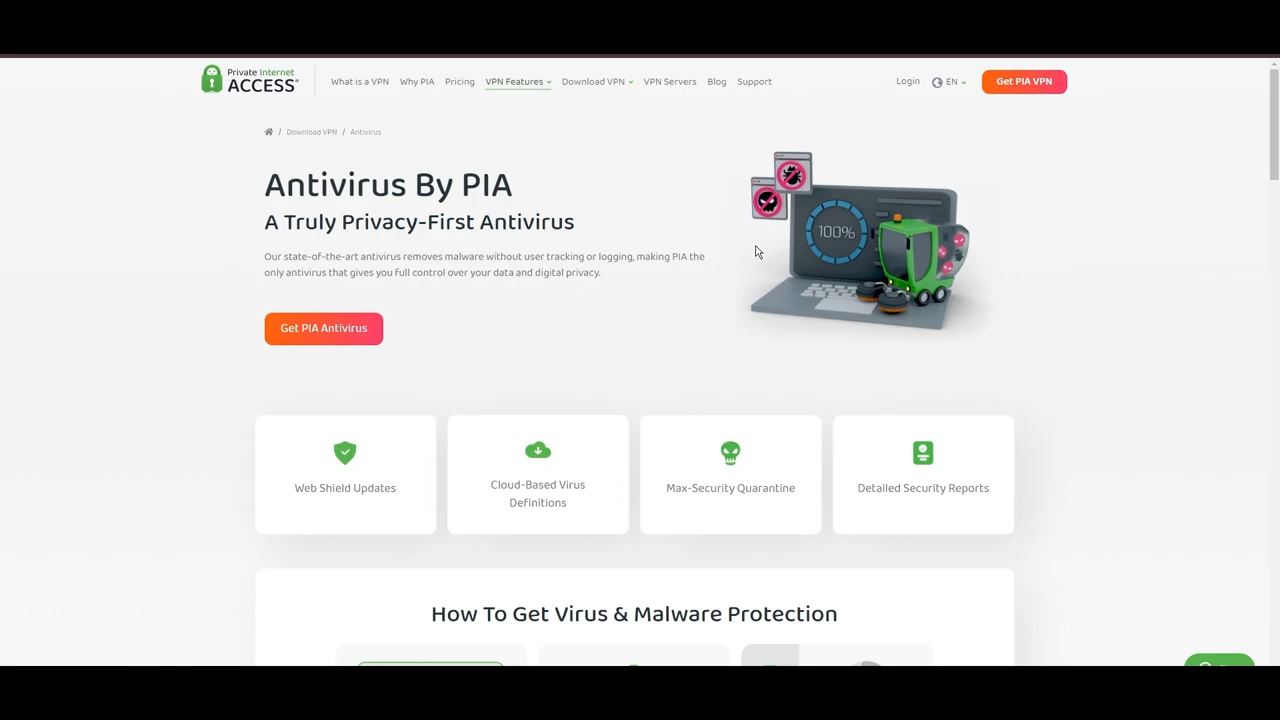 Private Internet
ACCESS®
What is a VPN
Why PIA
Pricing
VPN Features
Download VPN
VPN Servers
Blog
Support
Login
EN
Get PIA VPN
/ Download VPN / Antivirus
Antivirus By PIA
A Truly Privacy-First Antivirus
Our state-of-the-art antivirus removes malware without user tracking or logging, making PIA the
only antivirus that gives you full control over your data and digital privacy.
100%
Get PIA Antivirus
Web Shield Updates
Cloud-Based Virus
Definitions
Max-Security Quarantine
Detailed Security Reports
How To Get Virus & Malware Protection